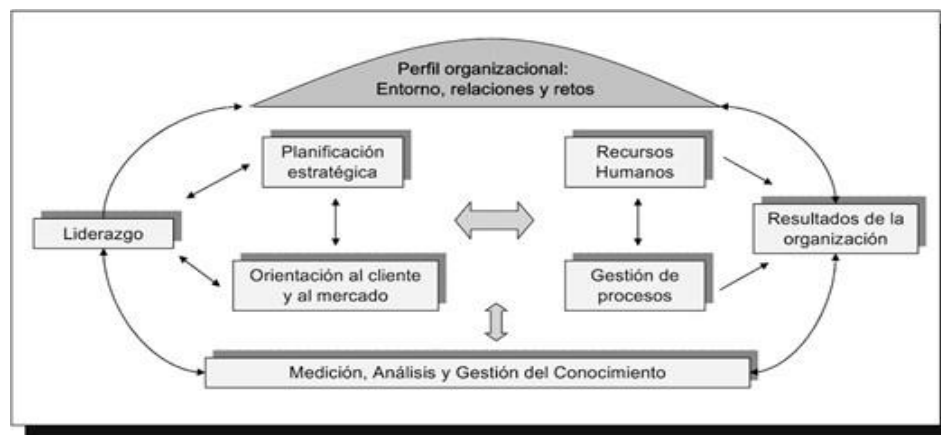 Perfil organizacional:
Entorno, relaciones y retos
Planificación
estratégica
Recursos
Humanos
Liderazgo
Resultados de la
organización
Orientación al cliente
y al mercado
Gestión de
procesos
Medición, Análisis y Gestión del Conocimiento